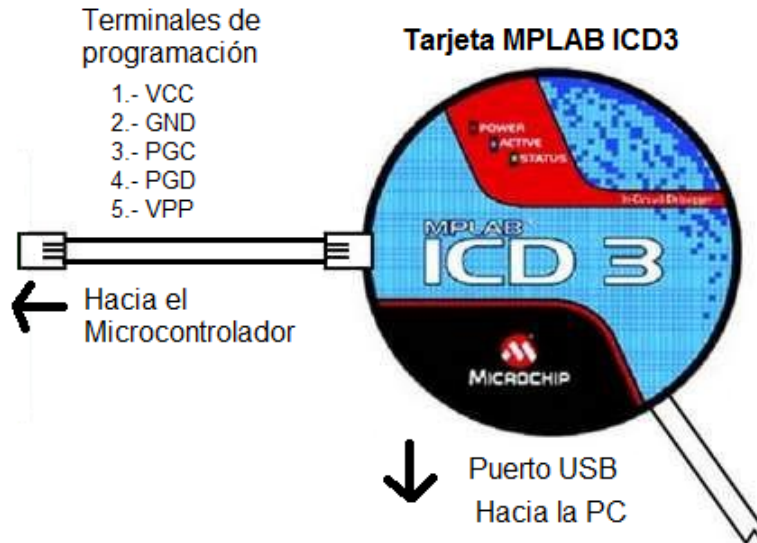 Terminales de
programación
1.- VCC
2.- GND
3.- PGC
4.- PGD
5.- VPP
Tarjeta MPLAB ICD3
POWER
ACTIVE
STATUS
In-Circuit Debugger
MPLAB
ICD 3
MICROCHIP
Hacia el
Microcontrolador
Puerto USB
Hacia la PC